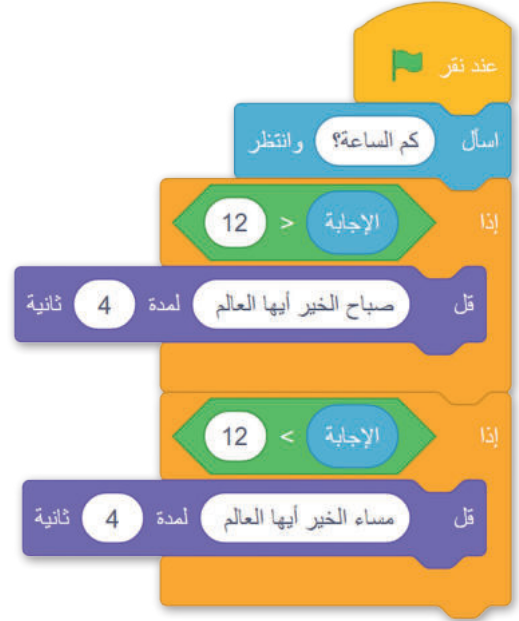 عند نقر
اسأل كم الساعة؟ وانتظر
إذا الإجابة < 12
قل صباح الخير أيها العالم لمدة 4 ثانية
إذا الإجابة > 12
قل مساء الخير أيها العالم لمدة 4 ثانية